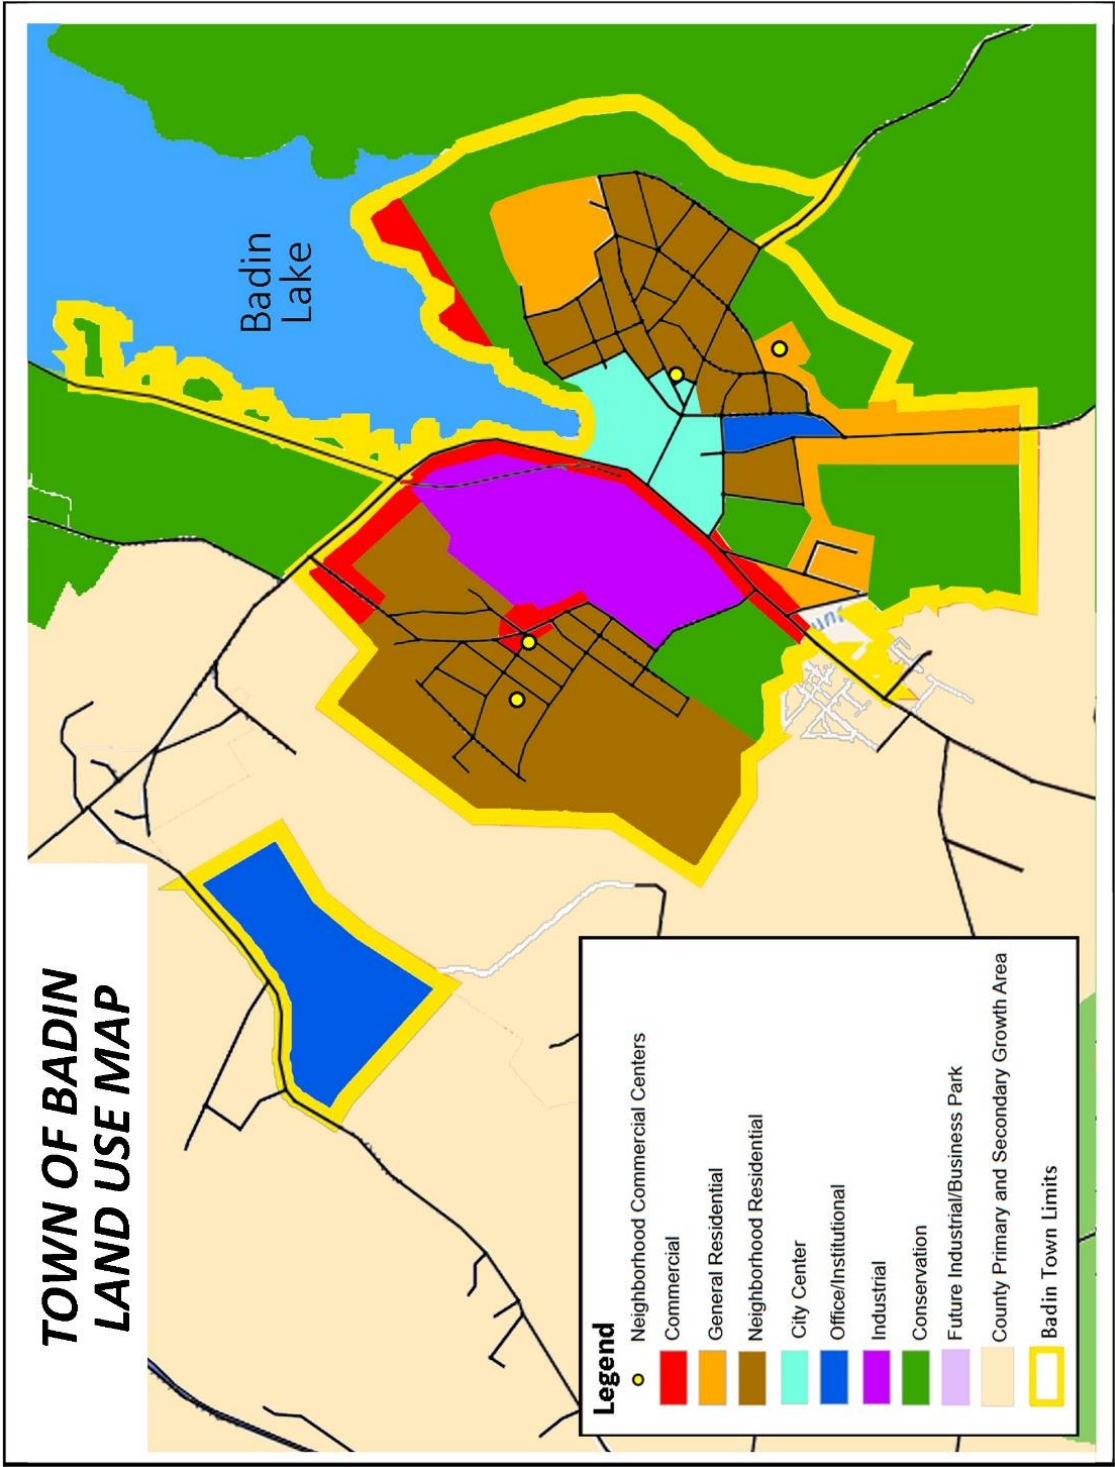 TOWN OF BADIN
LAND USE MAP
Badin
Lake
Legend
Neighborhood Commercial Centers
Commercial
General Residential
Neighborhood Residential
City Center
Office/Institutional
Industrial
Conservation
Future Industrial/Business Park
County Primary and Secondary Growth Area
Badin Town Limits